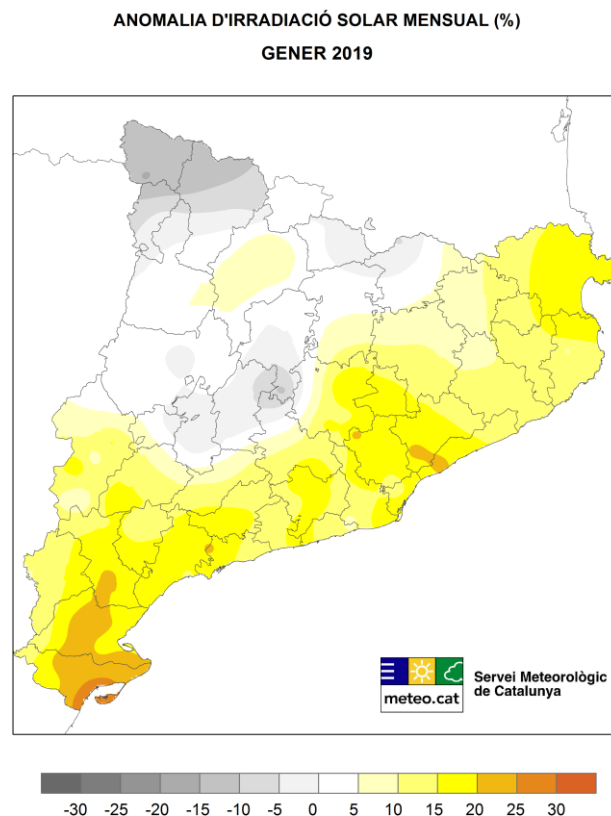 ANOMALIA D'IRRADIACIÓ SOLAR MENSUAL (%)
GENER 2019
meteo.cat
Servei Meteorològic
de Catalunya
-30 -25 -20 -15 -10 -5 0 5 10 15 20 25 30